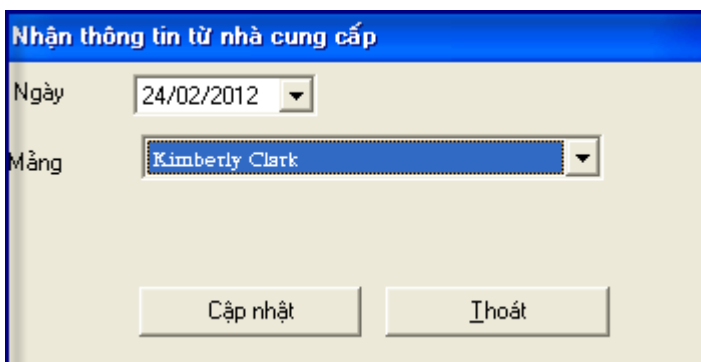 Nhận thông tin từ nhà cung cấp
Ngày 24/02/2012
Mảng Kimberly Clark
Cập nhật Thoát